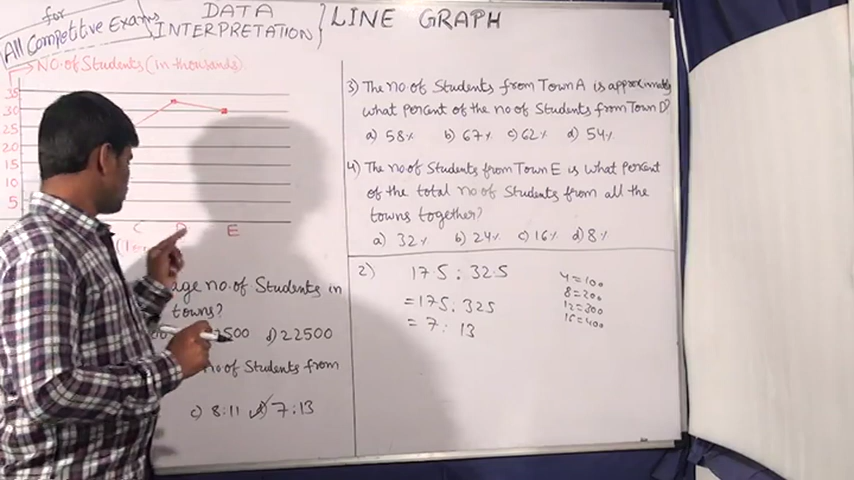 for
All Competitive Exams
DATA
INTERPRETATION
LINE GRAPH
No. of Students (in thousands)
35
30
25
20
15
10
5
C D E
age no. of Students in
towns?
500 d) 22500
no of Students from
c) 8:11 d) 7:13
3) The no of Students from Town A is approximately
what percent of the no of Students from Town D?
a) 58% b) 67% c) 62% d) 54%
4) The no of Students from Town E is what percent
of the total no of Students from all the
towns together?
a) 32% b) 24% c) 16% d) 8%
2) 17.5 : 32.5
= 175 : 325
= 7 : 13
4 = 100
8 = 200
12 = 300
16 = 400